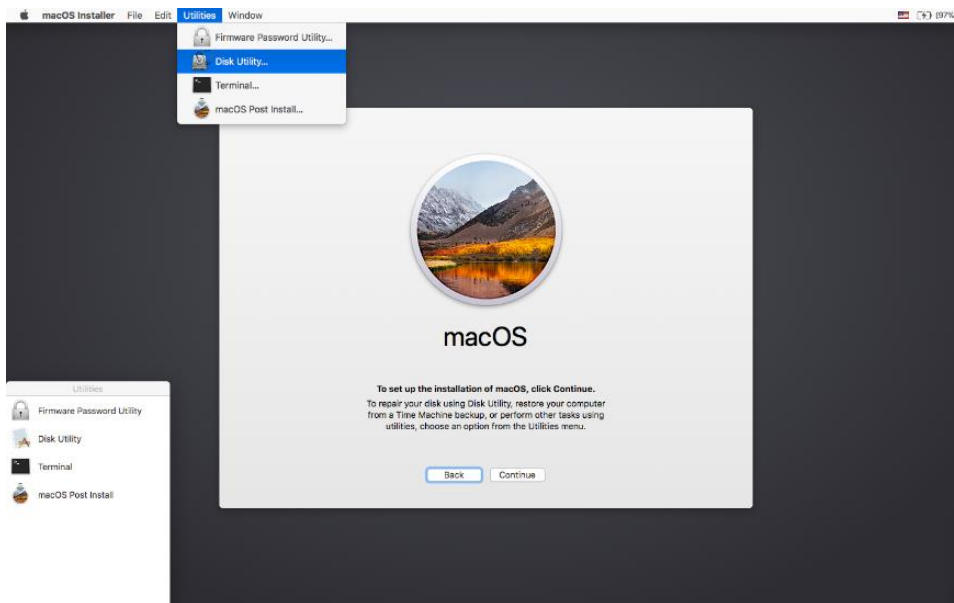 macOS Installer File Edit Utilities Window
Firmware Password Utility...
Disk Utility...
Terminal...
macOS Post Install...
macOS
To set up the installation of macOS, click Continue.
To repair your disk using Disk Utility, restore your computer
from a Time Machine backup, or perform other tasks using
utilities, choose an option from the Utilities menu.
Back Continue
Utilities
Firmware Password Utility
Disk Utility
Terminal
macOS Post Install